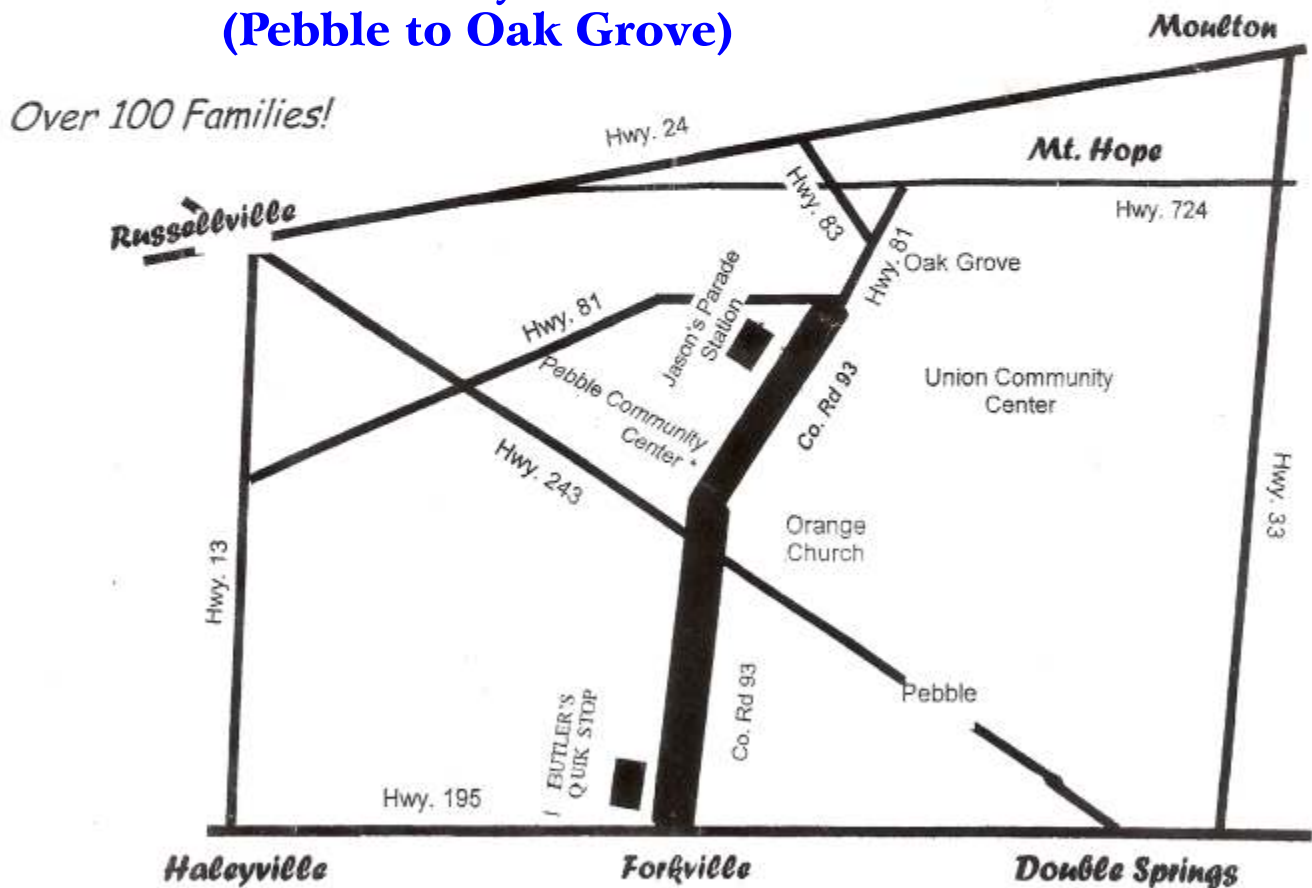 (Pebble to Oak Grove)
Moulton
Over 100 Families!
Hwy. 24
Mt. Hope
Russellville
Hwy. 83
Hwy. 724
Hwy. 81
Oak Grove
Jason's Parade
Station
Hwy. 81
Pebble Community
Center *
Co. Rd 93
Union Community
Center
Hwy. 243
Hwy. 33
Orange
Church
Hwy. 13
Pebble
Co. Rd 93
BUTLER'S
QUIK STOP
Hwy. 195
Haleyville
Forkville
Double Springs